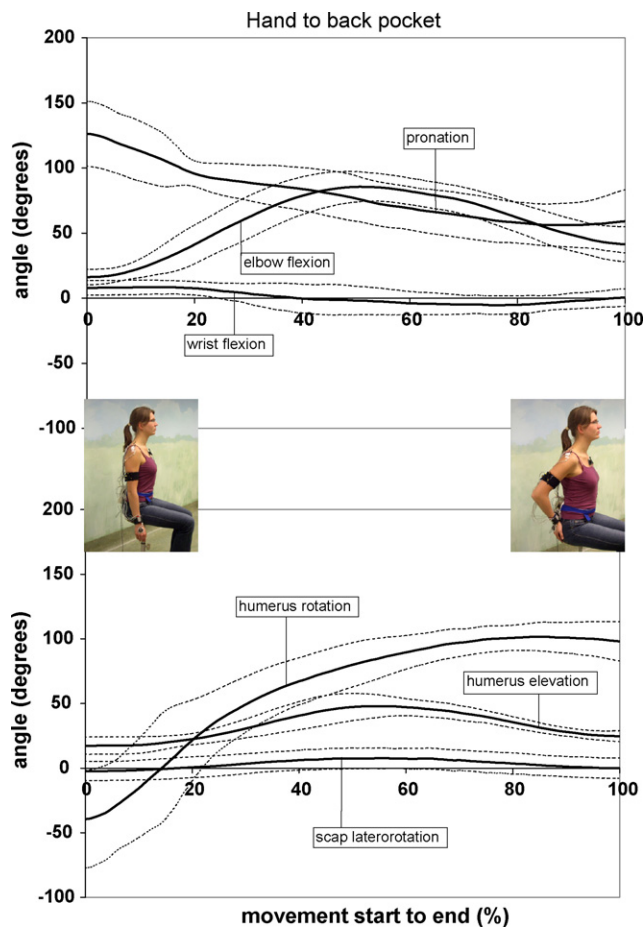 Hand to back pocket
200
150
pronation
100
angle (degrees)
50
elbow flexion
0
0 20 40 60 80 100
wrist flexion
-50
-100
200
150
humerus rotation
100
humerus elevation
angle (degrees)
50
0
0 20 40 60 80 100
-50
scap laterorotation
-100
movement start to end (%)